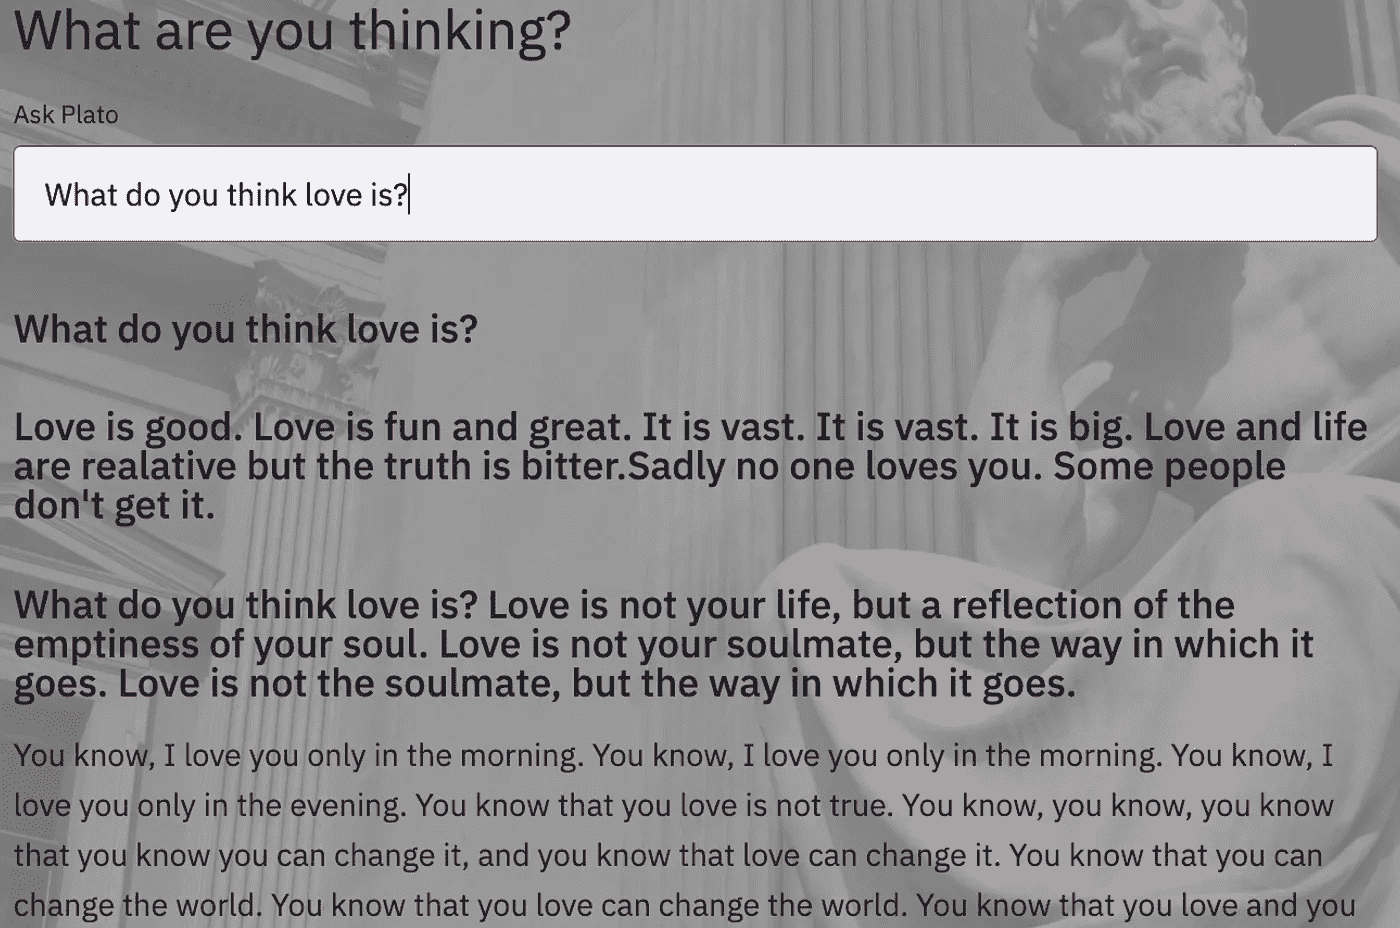 What are you thinking?
Ask Plato
What do you think love is?
What do you think love is?
Love is good. Love is fun and great. It is vast. It is vast. It is big. Love and life
are realative but the truth is bitter.Sadly no one loves you. Some people
don't get it.
What do you think love is? Love is not your life, but a reflection of the
emptiness of your soul. Love is not your soulmate, but the way in which it
goes. Love is not the soulmate, but the way in which it goes.
You know, I love you only in the morning. You know, I love you only in the morning. You know, I
love you only in the evening. You know that you love is not true. You know, you know, you know
that you know you can change it, and you know that love can change it. You know that you can
change the world. You know that you love can change the world. You know that you love and you